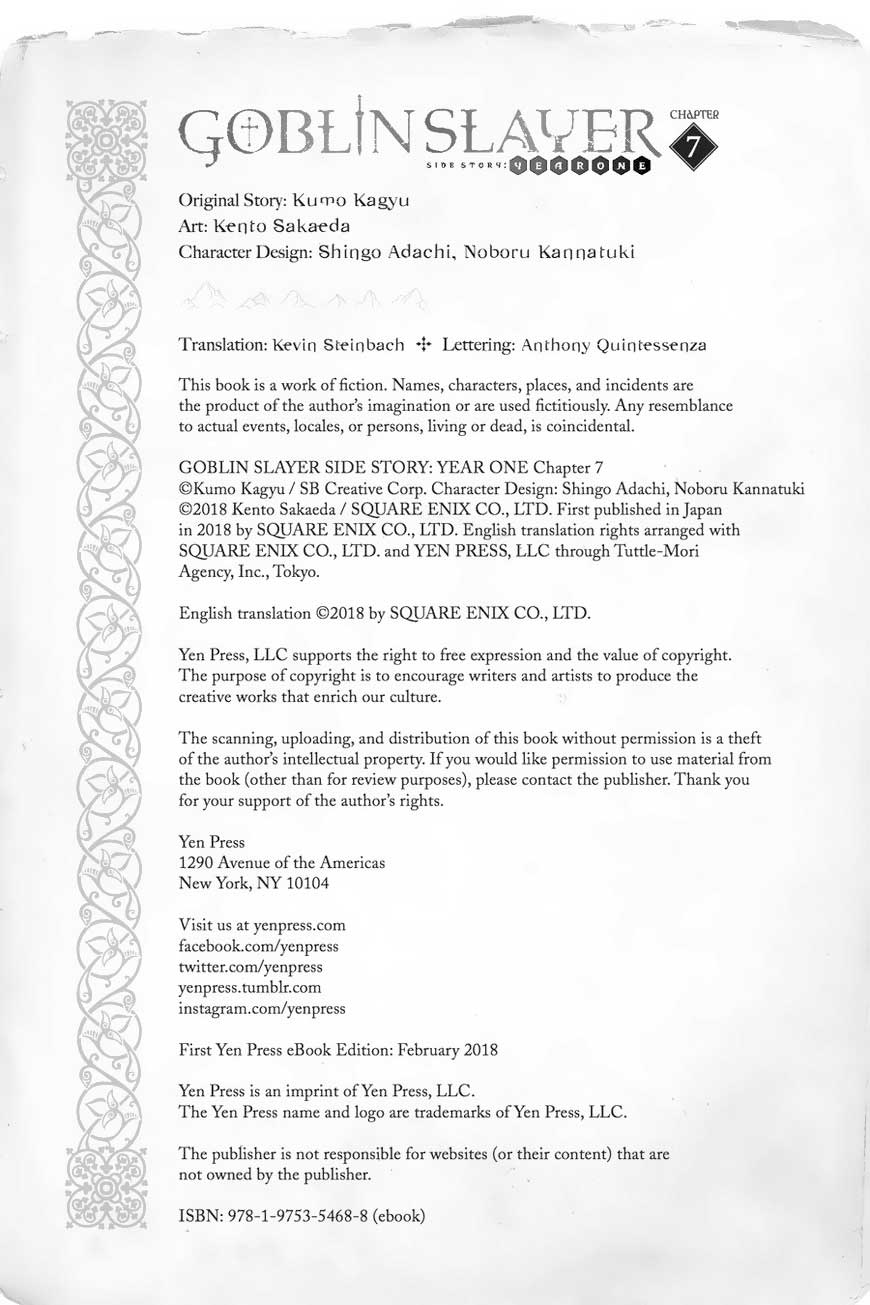 GOBLIN SLAYER
CHAPTER
7
SIDE STORY: YEAR ONE
Original Story: Kumo Kagyu
Art: Kento Sakaeda
Character Design: Shingo Adachi, Noboru Kannatuki
Translation: Kevin Steinbach ✣ Lettering: Anthony Quintessenza
This book is a work of fiction. Names, characters, places, and incidents are
the product of the author’s imagination or are used fictitiously. Any resemblance
to actual events, locales, or persons, living or dead, is coincidental.
GOBLIN SLAYER SIDE STORY: YEAR ONE Chapter 7
©Kumo Kagyu / SB Creative Corp. Character Design: Shingo Adachi, Noboru Kannatuki
©2018 Kento Sakaeda / SQUARE ENIX CO., LTD. First published in Japan
in 2018 by SQUARE ENIX CO., LTD. English translation rights arranged with
SQUARE ENIX CO., LTD. and YEN PRESS, LLC through Tuttle-Mori
Agency, Inc., Tokyo.
English translation ©2018 by SQUARE ENIX CO., LTD.
Yen Press, LLC supports the right to free expression and the value of copyright.
The purpose of copyright is to encourage writers and artists to produce the
creative works that enrich our culture.
The scanning, uploading, and distribution of this book without permission is a theft
of the author’s intellectual property. If you would like permission to use material from
the book (other than for review purposes), please contact the publisher. Thank you
for your support of the author’s rights.
Yen Press
1290 Avenue of the Americas
New York, NY 10104
Visit us at yenpress.com
facebook.com/yenpress
twitter.com/yenpress
yenpress.tumblr.com
instagram.com/yenpress
First Yen Press eBook Edition: February 2018
Yen Press is an imprint of Yen Press, LLC.
The Yen Press name and logo are trademarks of Yen Press, LLC.
The publisher is not responsible for websites (or their content) that are
not owned by the publisher.
ISBN: 978-1-9753-5468-8 (ebook)